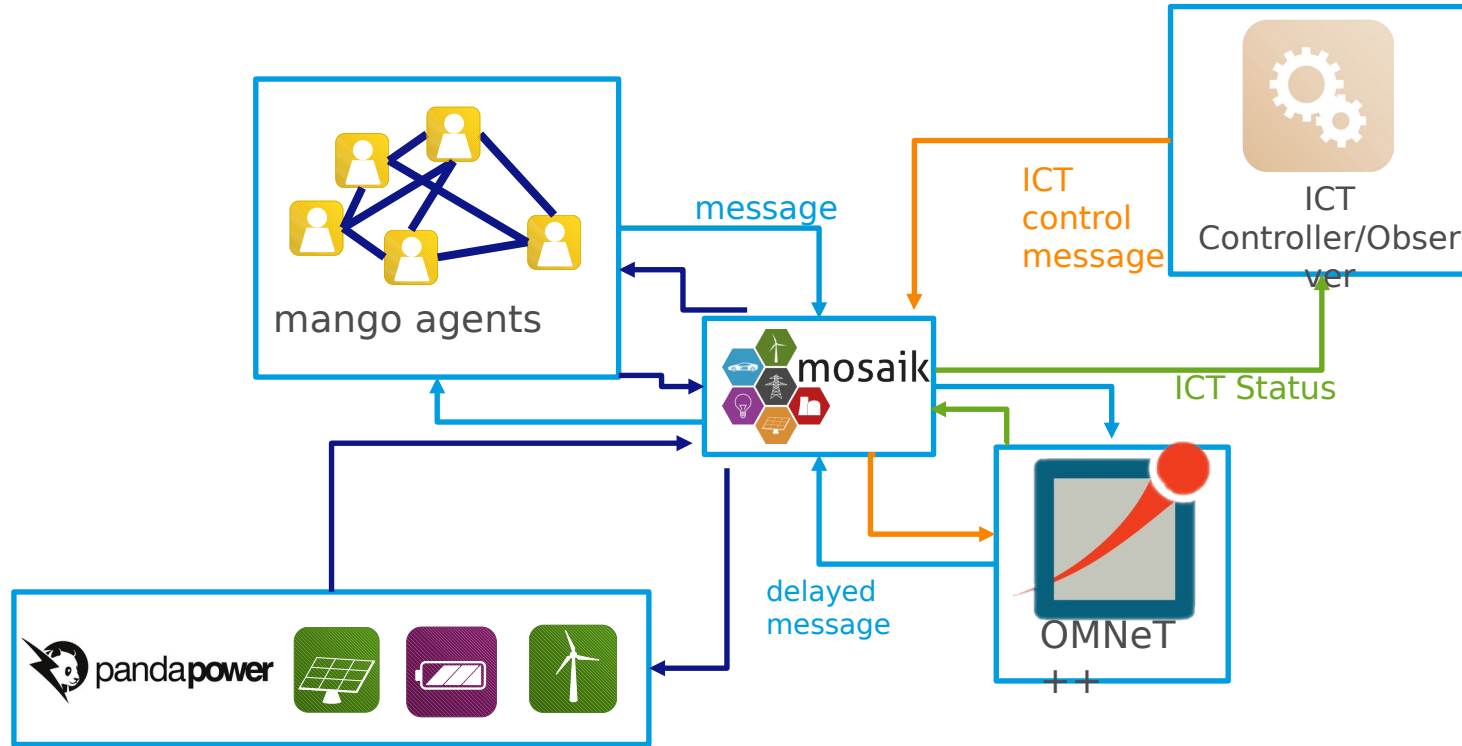 ICT
control
message
ICT
Controller/Obser
ver
message
mango agents
mosaik
ICT Status
delayed
message
OMNeT
++
pandapower